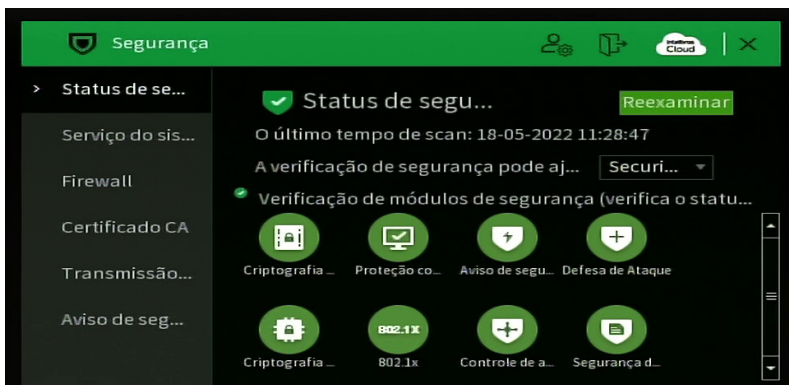 Segurança
intelbras
Cloud
Status de se...
Status de segu...
Reexaminar
Serviço do sis...
O último tempo de scan: 18-05-2022 11:28:47
A verificação de segurança pode aj...
Securi...
Firewall
Verificação de módulos de segurança (verifica o statu...
Certificado CA
Transmissão...
Criptografia ...
Proteção co...
Aviso de segu...
Defesa de Ataque
Aviso de seg...
802.1X
Criptografia ...
802.1x
Controle de a...
Segurança d...